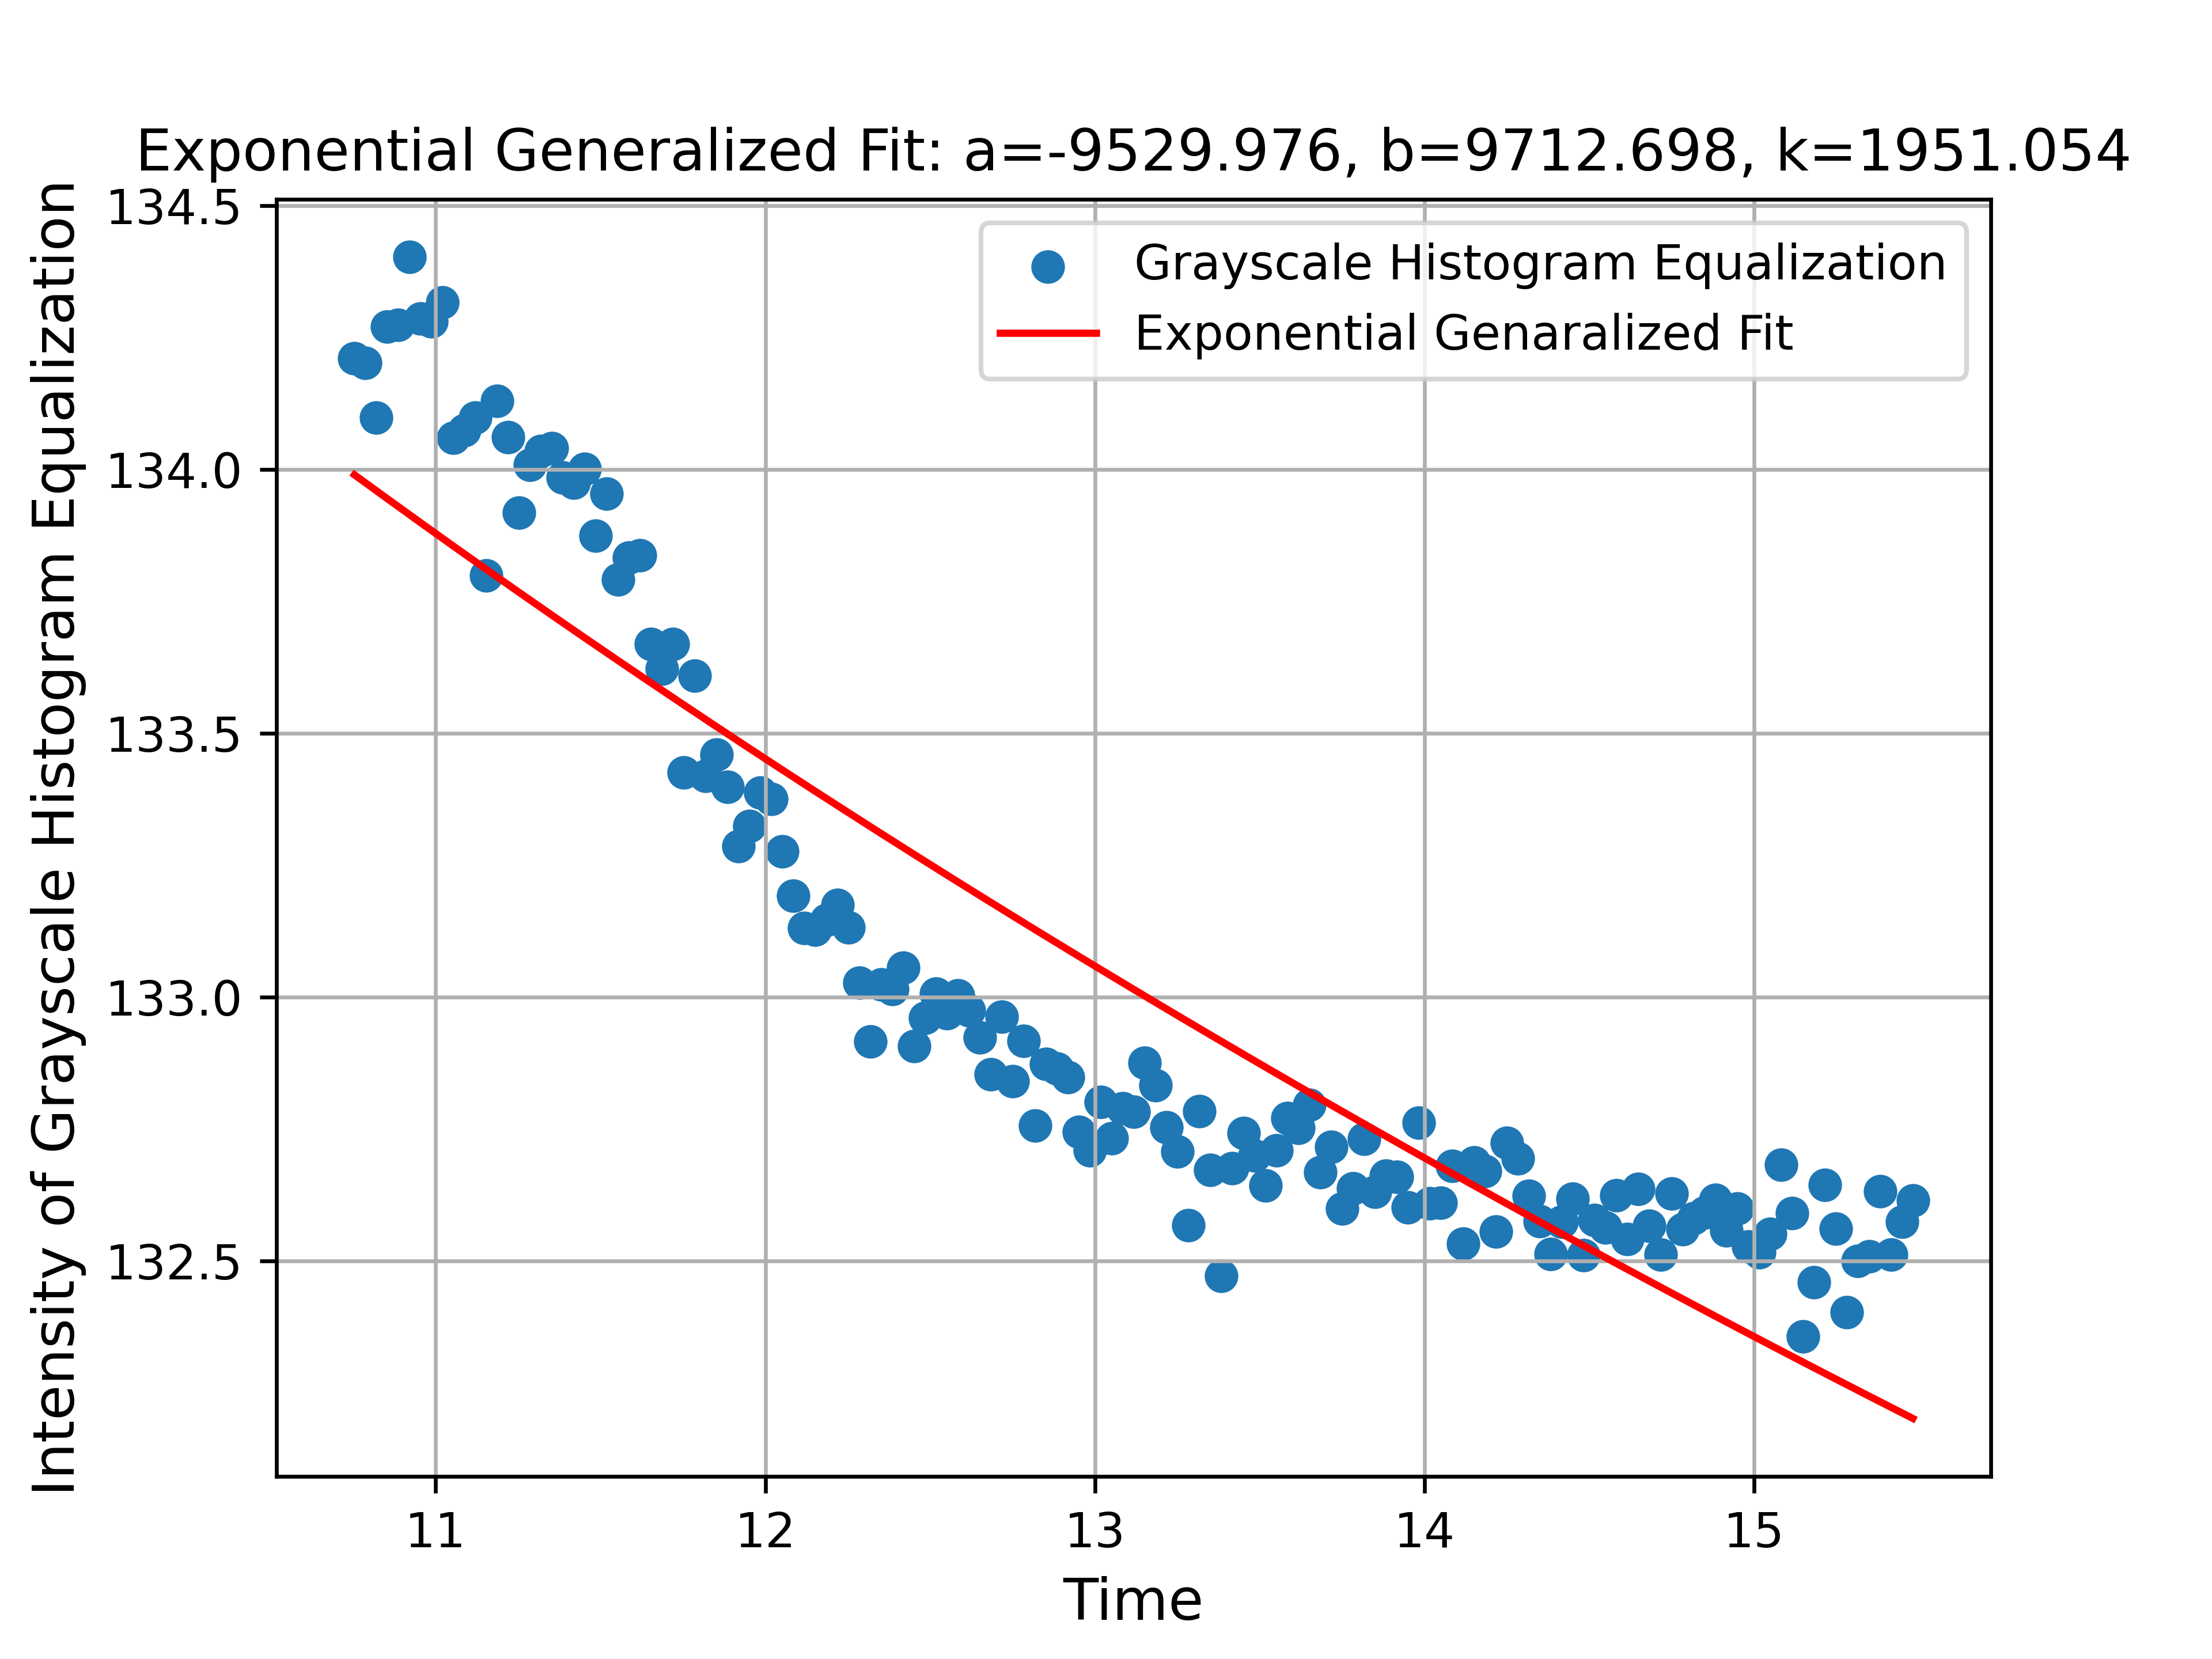 Exponential Generalized Fit: a=-9529.976, b=9712.698, k=1951.054
Intensity of Grayscale Histogram Equalization
134.5
134.0
133.5
133.0
132.5
Grayscale Histogram Equalization
Exponential Genaralized Fit
11 12 13 14 15
Time